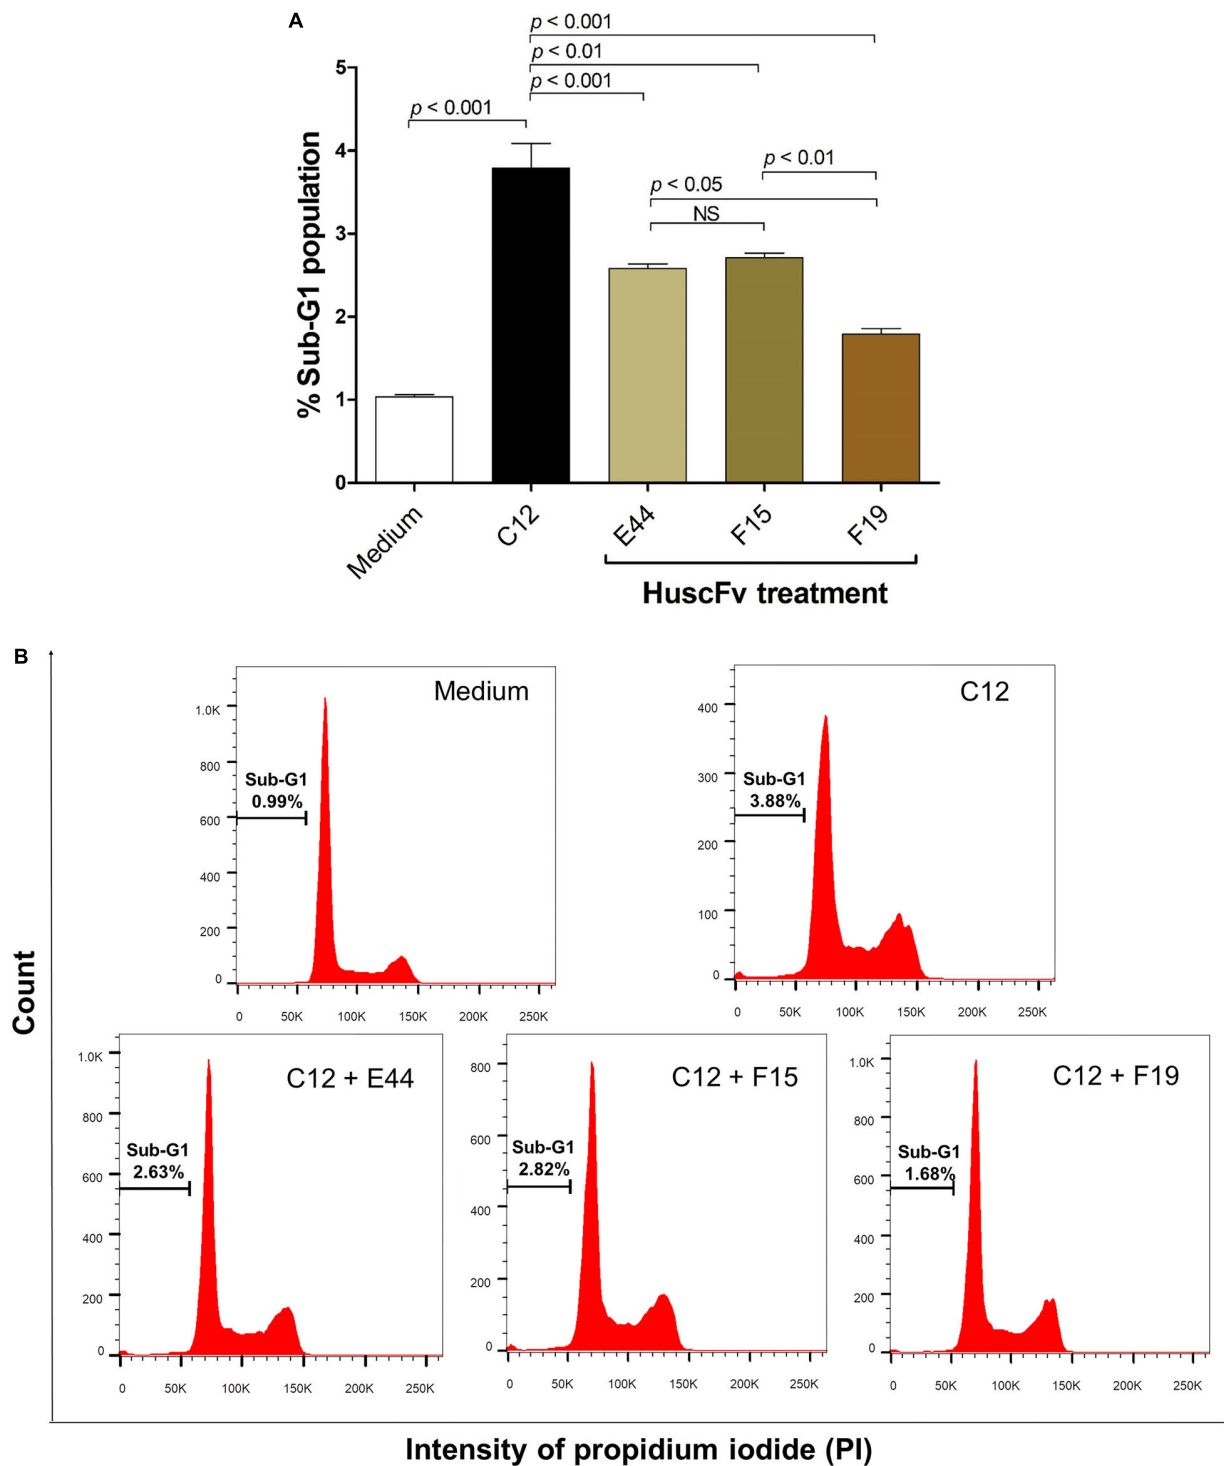 A
p < 0.001
p < 0.01
p < 0.001
p < 0.001
p < 0.01
p < 0.05
NS
% Sub-G1 population
5
4
3
2
1
0
Medium
C12
E44
F15
F19
HuscFv treatment
B
Count
Medium
Sub-G1
0.99%
1.0K
800
600
400
200
0
0 50K 100K 150K 200K 250K
C12
Sub-G1
3.88%
400
300
200
100
0
0 50K 100K 150K 200K 250K
C12 + E44
Sub-G1
2.63%
1.0K
800
600
400
200
0
0 50K 100K 150K 200K 250K
C12 + F15
Sub-G1
2.82%
800
600
400
200
0
0 50K 100K 150K 200K 250K
C12 + F19
Sub-G1
1.68%
1.0K
800
600
400
200
0
0 50K 100K 150K 200K 250K
Intensity of propidium iodide (PI)